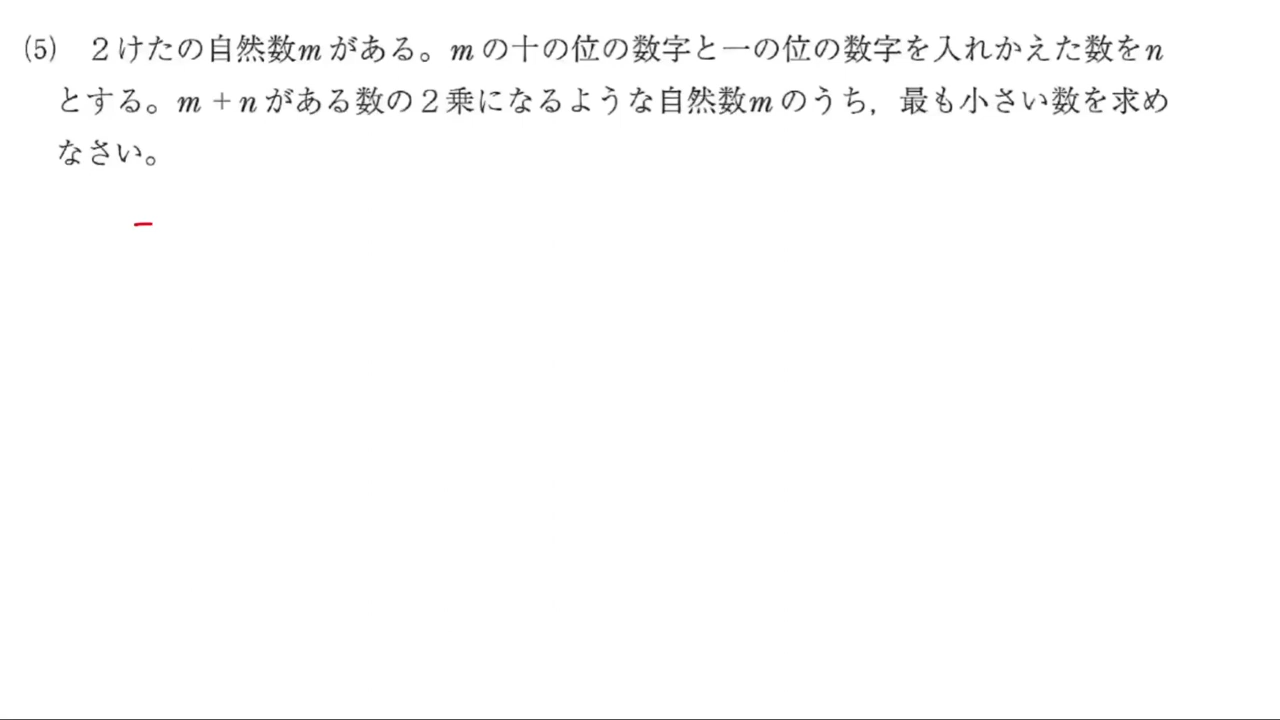 (5) 2けたの自然数mがある。mの十の位の数字と一の位の数字を入れかえた数をn
とする。m+nがある数の2乗になるような自然数mのうち,最も小さい数を求め
なさい。